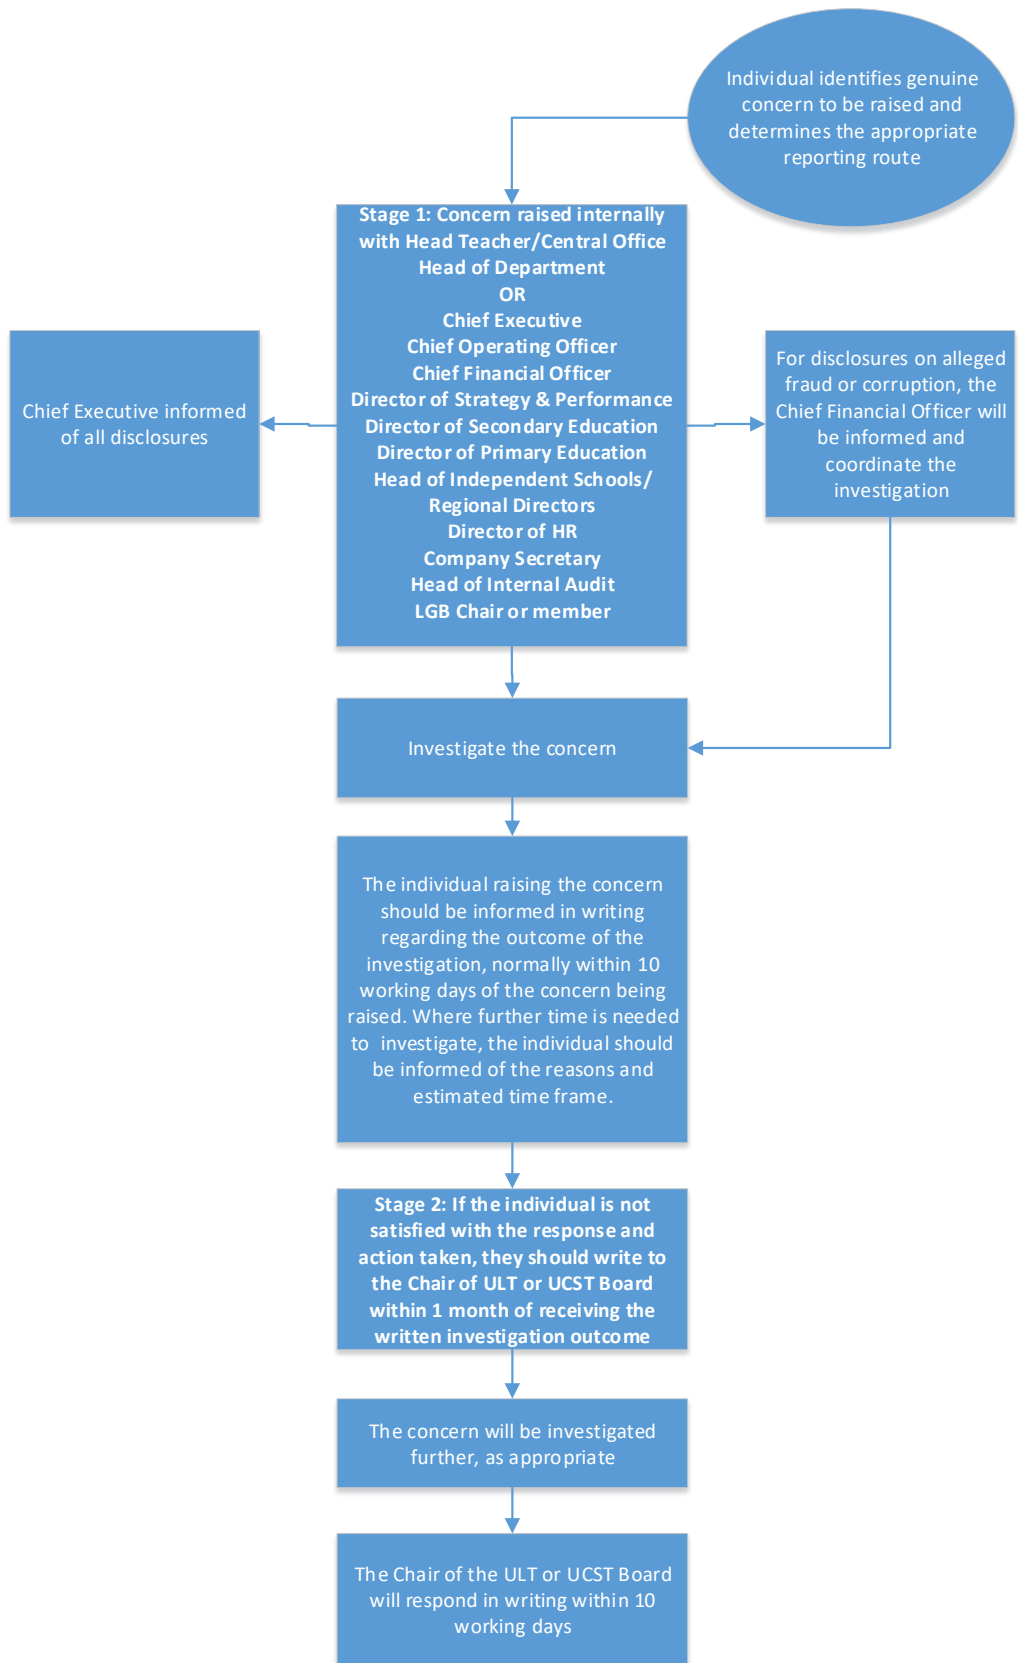 Individual identifies genuine
concern to be raised and
determines the appropriate
reporting route
Stage 1: Concern raised internally
with Head Teacher/Central Office
Head of Department
OR
Chief Executive
Chief Operating Officer
Chief Financial Officer
Director of Strategy & Performance
Director of Secondary Education
Director of Primary Education
Head of Independent Schools/
Regional Directors
Director of HR
Company Secretary
Head of Internal Audit
LGB Chair or member
Chief Executive informed
of all disclosures
For disclosures on alleged
fraud or corruption, the
Chief Financial Officer will
be informed and
coordinate the
investigation
Investigate the concern
The individual raising the concern
should be informed in writing
regarding the outcome of the
investigation, normally within 10
working days of the concern being
raised. Where further time is needed
to investigate, the individual should
be informed of the reasons and
estimated time frame.
Stage 2: If the individual is not
satisfied with the response and
action taken, they should write to
the Chair of ULT or UCST Board
within 1 month of receiving the
written investigation outcome
The concern will be investigated
further, as appropriate
The Chair of the ULT or UCST Board
will respond in writing within 10
working days